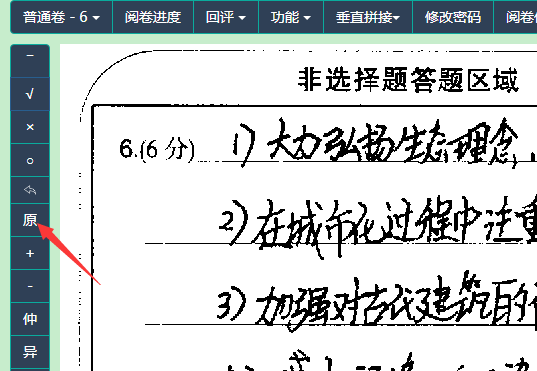 普通卷 - 6 阅卷进度 回评 功能 垂直拼接 修改密码 阅卷
√
×
○
原
+
-
仲
异
非选择题答题区域
6.(6分) 1) 大力弘扬生态理念,
2) 在城市化过程中注重
3) 加强对古代建筑的